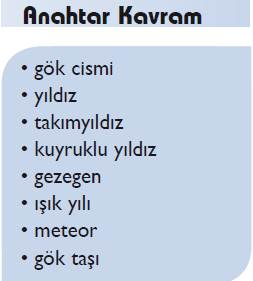 Anahtar Kavram
• gök cismi
• yıldız
• takımyıldız
• kuyruklu yıldız
• gezegen
• ışık yılı
• meteor
• gök taşı